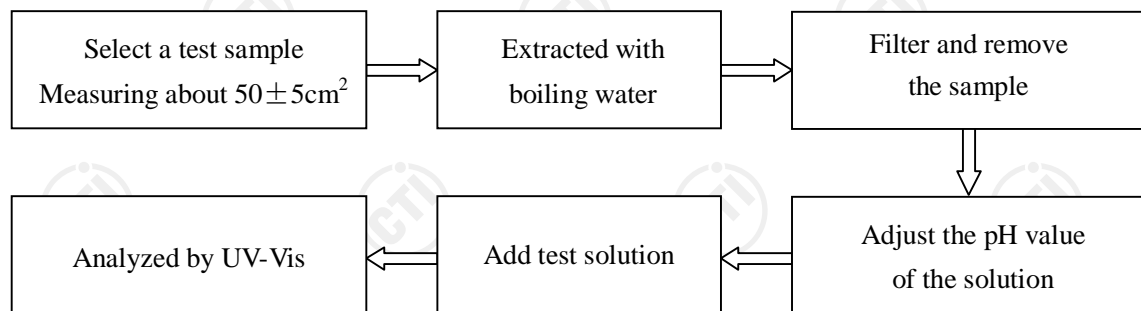 Select a test sample
Measuring about 50±5cm²
Extracted with
boiling water
Filter and remove
the sample
Adjust the pH value
of the solution
Add test solution
Analyzed by UV-Vis